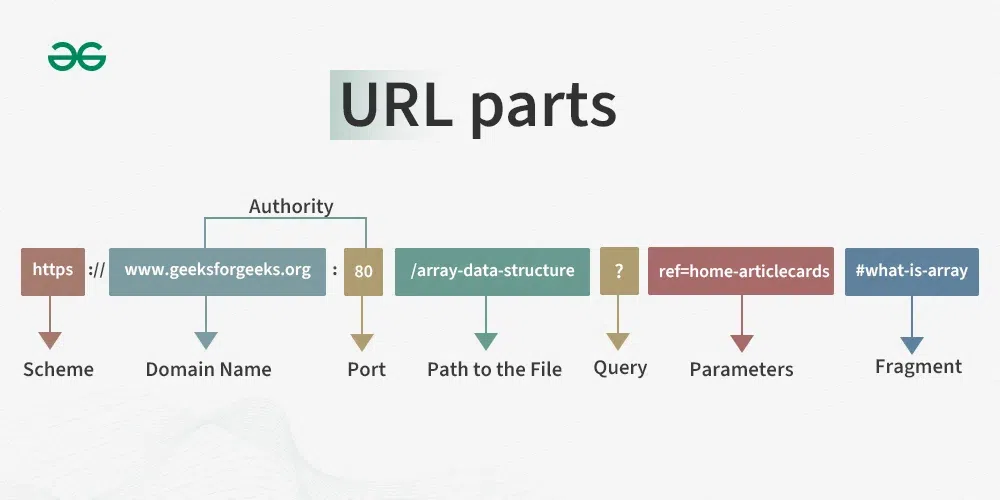 URL parts
Authority
https :// www.geeksforgeeks.org : 80 /array-data-structure ? ref=home-articlecards #what-is-array
Scheme Domain Name Port Path to the File Query Parameters Fragment